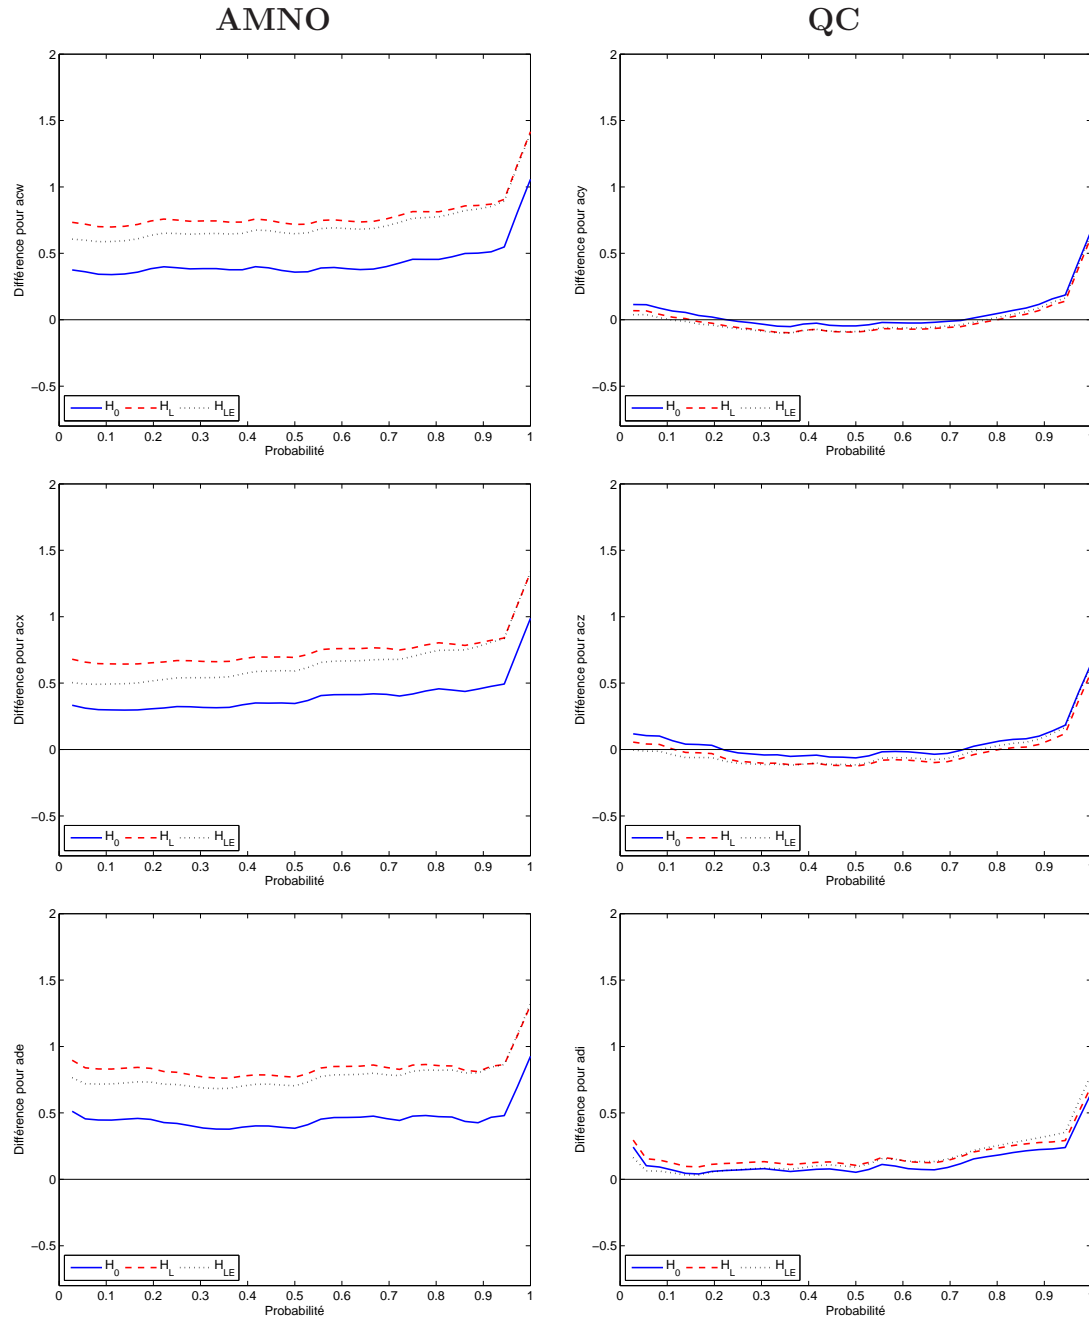 AMNO
QC
2
1.5
1
0.5
0
−0.5
Différence pour acw
H0 HL HLE
0 0.1 0.2 0.3 0.4 0.5 0.6 0.7 0.8 0.9 1
Probabilité
2
1.5
1
0.5
0
−0.5
Différence pour acy
H0 HL HLE
0 0.1 0.2 0.3 0.4 0.5 0.6 0.7 0.8 0.9 1
Probabilité
2
1.5
1
0.5
0
−0.5
Différence pour acx
H0 HL HLE
0 0.1 0.2 0.3 0.4 0.5 0.6 0.7 0.8 0.9 1
Probabilité
2
1.5
1
0.5
0
−0.5
Différence pour acz
H0 HL HLE
0 0.1 0.2 0.3 0.4 0.5 0.6 0.7 0.8 0.9 1
Probabilité
2
1.5
1
0.5
0
−0.5
Différence pour ade
H0 HL HLE
0 0.1 0.2 0.3 0.4 0.5 0.6 0.7 0.8 0.9 1
Probabilité
2
1.5
1
0.5
0
−0.5
Différence pour adi
H0 HL HLE
0 0.1 0.2 0.3 0.4 0.5 0.6 0.7 0.8 0.9 1
Probabilité